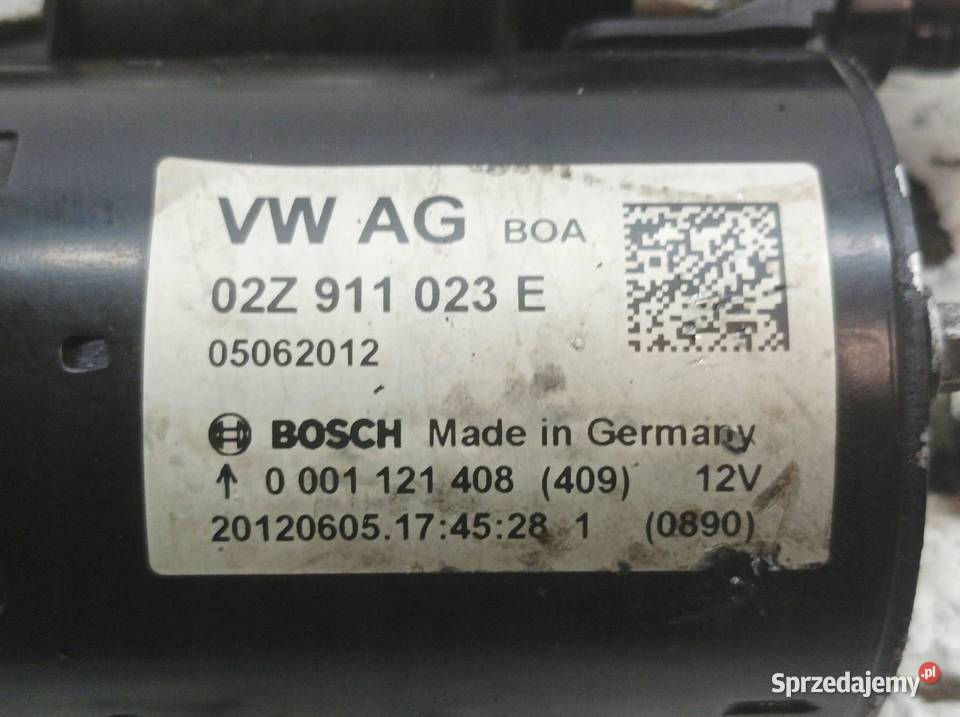 VW AG BOA
02Z 911 023 E
05062012
BOSCH Made in Germany
↑ 0 001 121 408 (409) 12V
20120605.17:45:28 1 (0890)
Sprzedajemy.pl